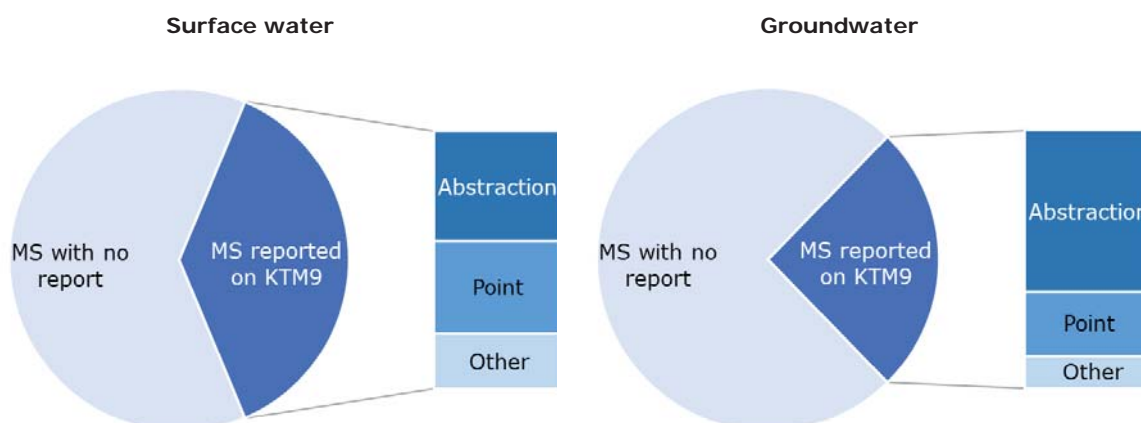 Surface water
MS with no
report
MS reported
on KTM9
Abstraction
Point
Other
Groundwater
MS with no
report
MS reported
on KTM9
Abstraction
Point
Other